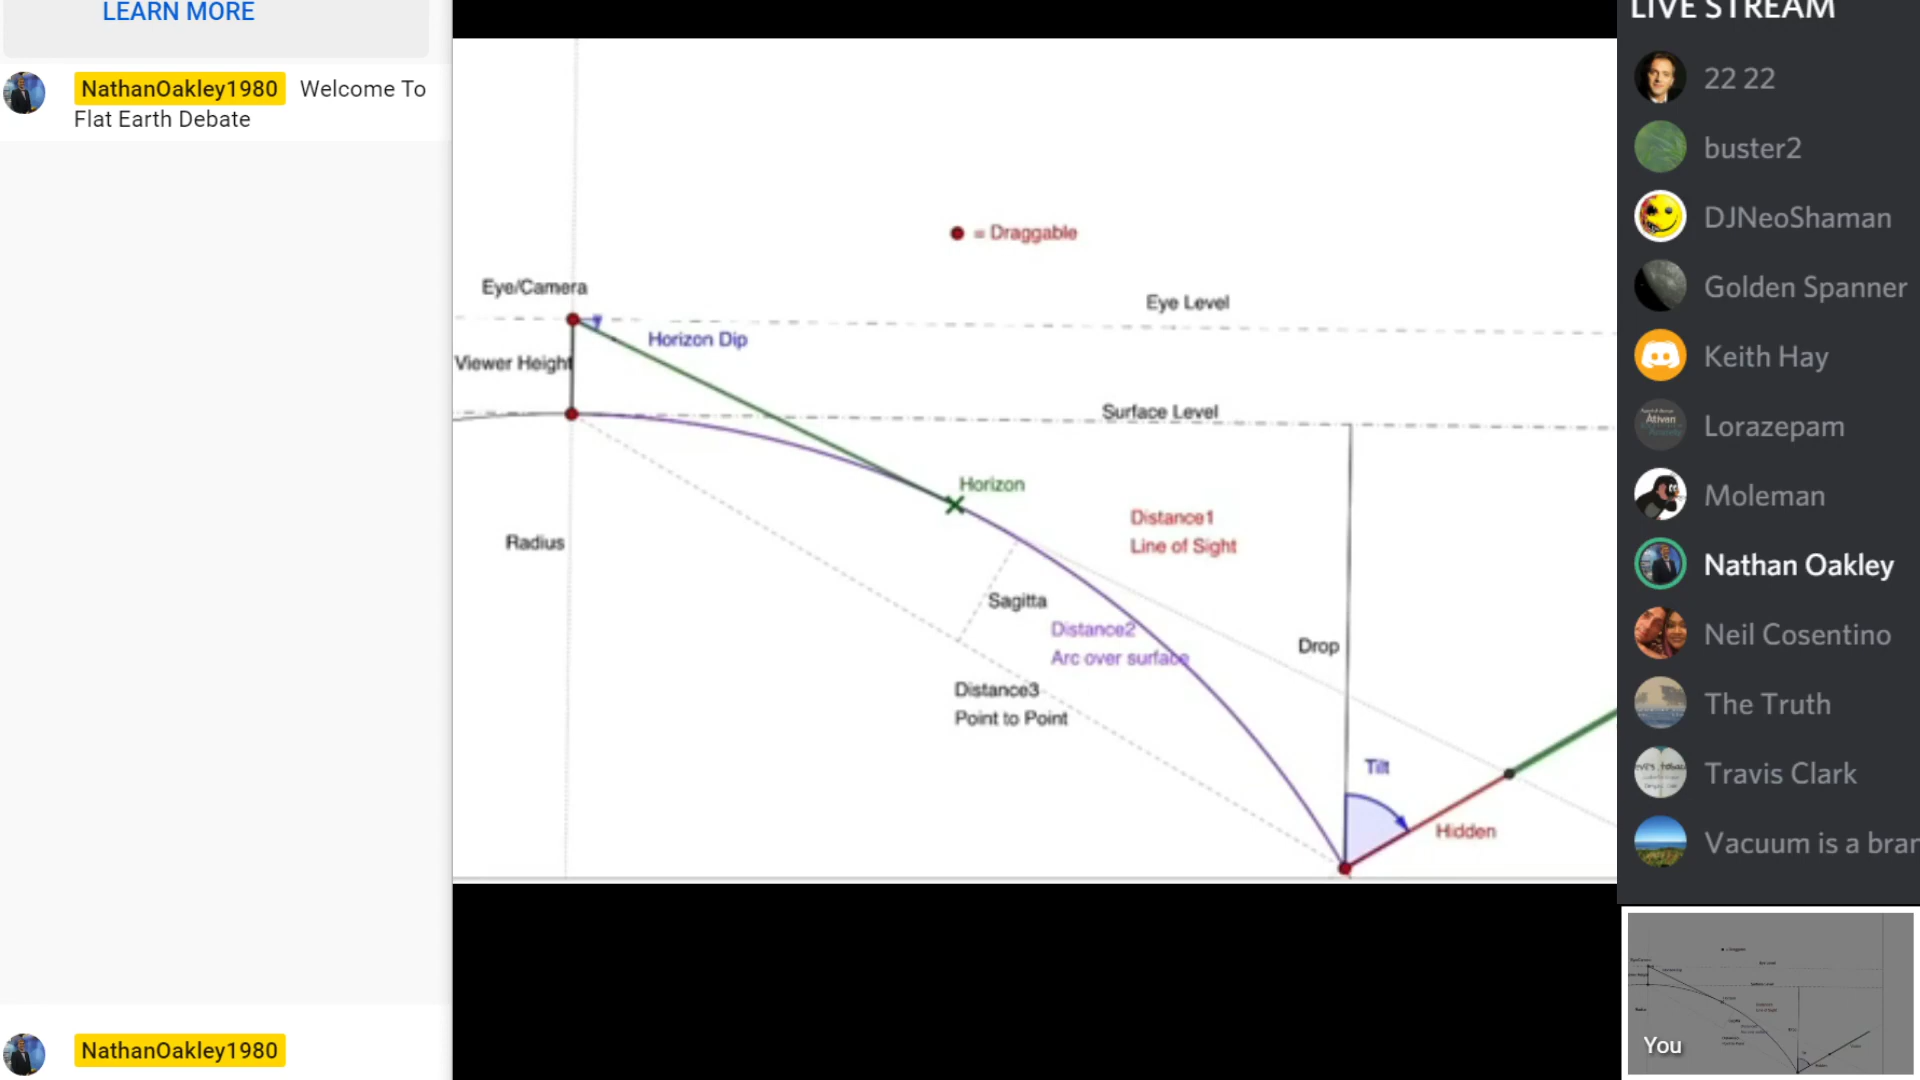 LEARN MORE
NathanOakley1980 Welcome To
Flat Earth Debate
NathanOakley1980
= Draggable
Eye/Camera
Eye Level
Horizon Dip
Viewer Height
Surface Level
Horizon
Distance1
Line of Sight
Radius
Sagitta
Distance2
Arc over surface
Drop
Distance3
Point to Point
Tilt
Hidden
LIVE STREAM
22 22
buster2
DJNeoShaman
Golden Spanner
Keith Hay
Lorazepam
Moleman
Nathan Oakley
Neil Cosentino
The Truth
Travis Clark
Vacuum is a brar
You